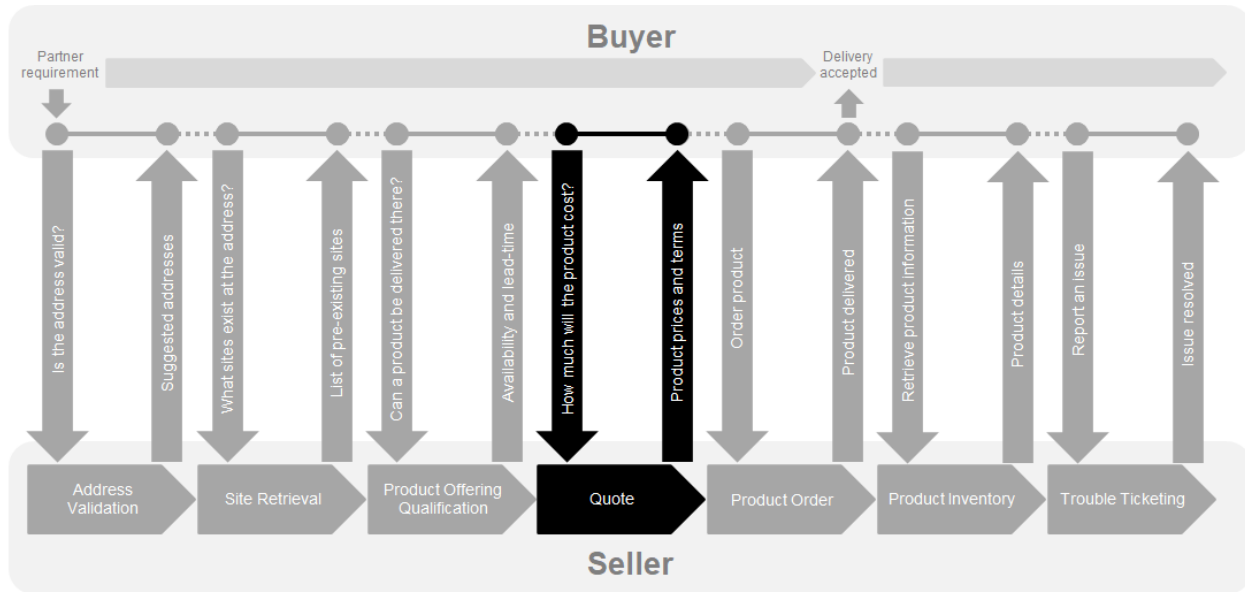 Buyer
Partner
requirement
Delivery
accepted
Is the address valid?
Suggested addresses
What sites exist at the address?
List of pre-existing sites
Can a product be delivered there?
Availability and lead-time
How much will the product cost?
Product prices and terms
Order product
Product delivered
Retrieve product information
Product details
Report an issue
Issue resolved
Address
Validation
Site Retrieval
Product Offering
Qualification
Quote
Product Order
Product Inventory
Trouble Ticketing
Seller